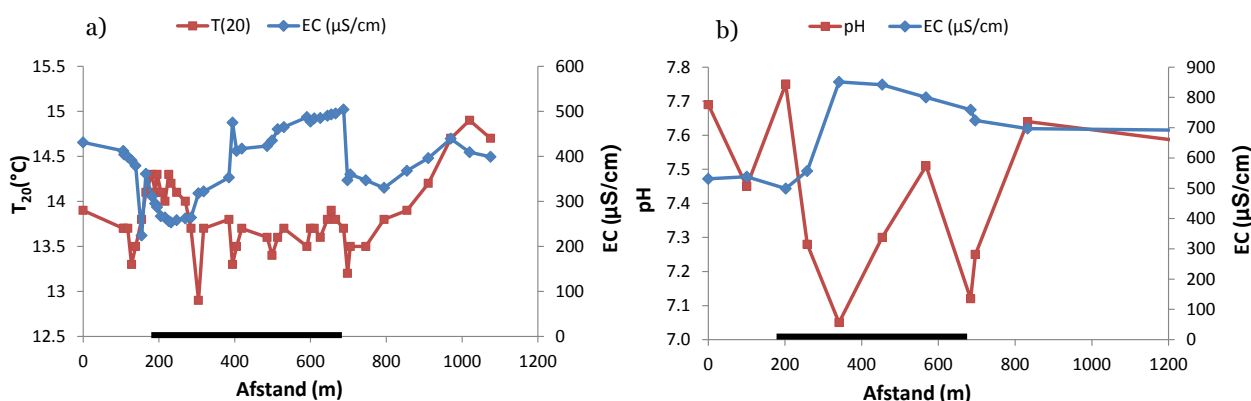 a)
T(20)
EC (µS/cm)
15.5
15
14.5
14
13.5
13
12.5
T20(°C)
600
500
400
300
200
100
0
EC (µS/cm)
0 200 400 600 800 1000 1200
Afstand (m)
b)
pH
EC (µS/cm)
7.8
7.7
7.6
7.5
7.4
7.3
7.2
7.1
7.0
pH
900
800
700
600
500
400
300
200
100
0
EC (µS/cm)
0 200 400 600 800 1000 1200
Afstand (m)